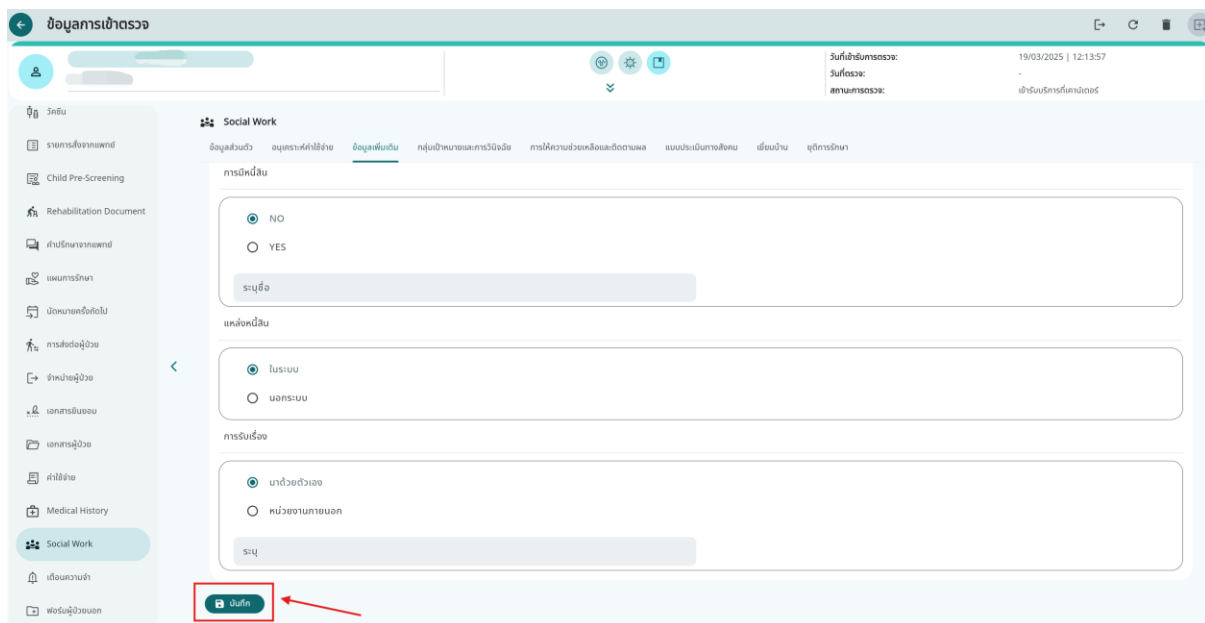 ข้อมูลการเข้าตรวจ
วันที่เข้ารับการตรวจ: 19/03/2025 | 12:13:57
วันที่ตรวจ: -
สถานะการตรวจ: เข้ารับบริการที่เคาน์เตอร์
วัคซีน
รายการสั่งจากแพทย์
Child Pre-Screening
Rehabilitation Document
คำปรึกษาจากแพทย์
แผนการรักษา
นัดหมายครั้งถัดไป
การส่งต่อผู้ป่วย
จำหน่ายผู้ป่วย
เอกสารยินยอม
เอกสารผู้ป่วย
ค่าใช้จ่าย
Medical History
Social Work
เตือนความจำ
ฟอร์มผู้ป่วยนอก
Social Work
ข้อมูลส่วนตัว อนุเคราะห์ค่าใช้จ่าย ข้อมูลเพิ่มเติม กลุ่มเป้าหมายและการวินิจฉัย การให้ความช่วยเหลือและติดตามผล แบบประเมินทางสังคม เยี่ยมบ้าน ยุติการรักษา
การมีหนี้สิน
NO
YES
ระบุชื่อ
แหล่งหนี้สิน
ในระบบ
นอกระบบ
การรับเรื่อง
มาด้วยตัวเอง
หน่วยงานภายนอก
ระบุ
บันทึก